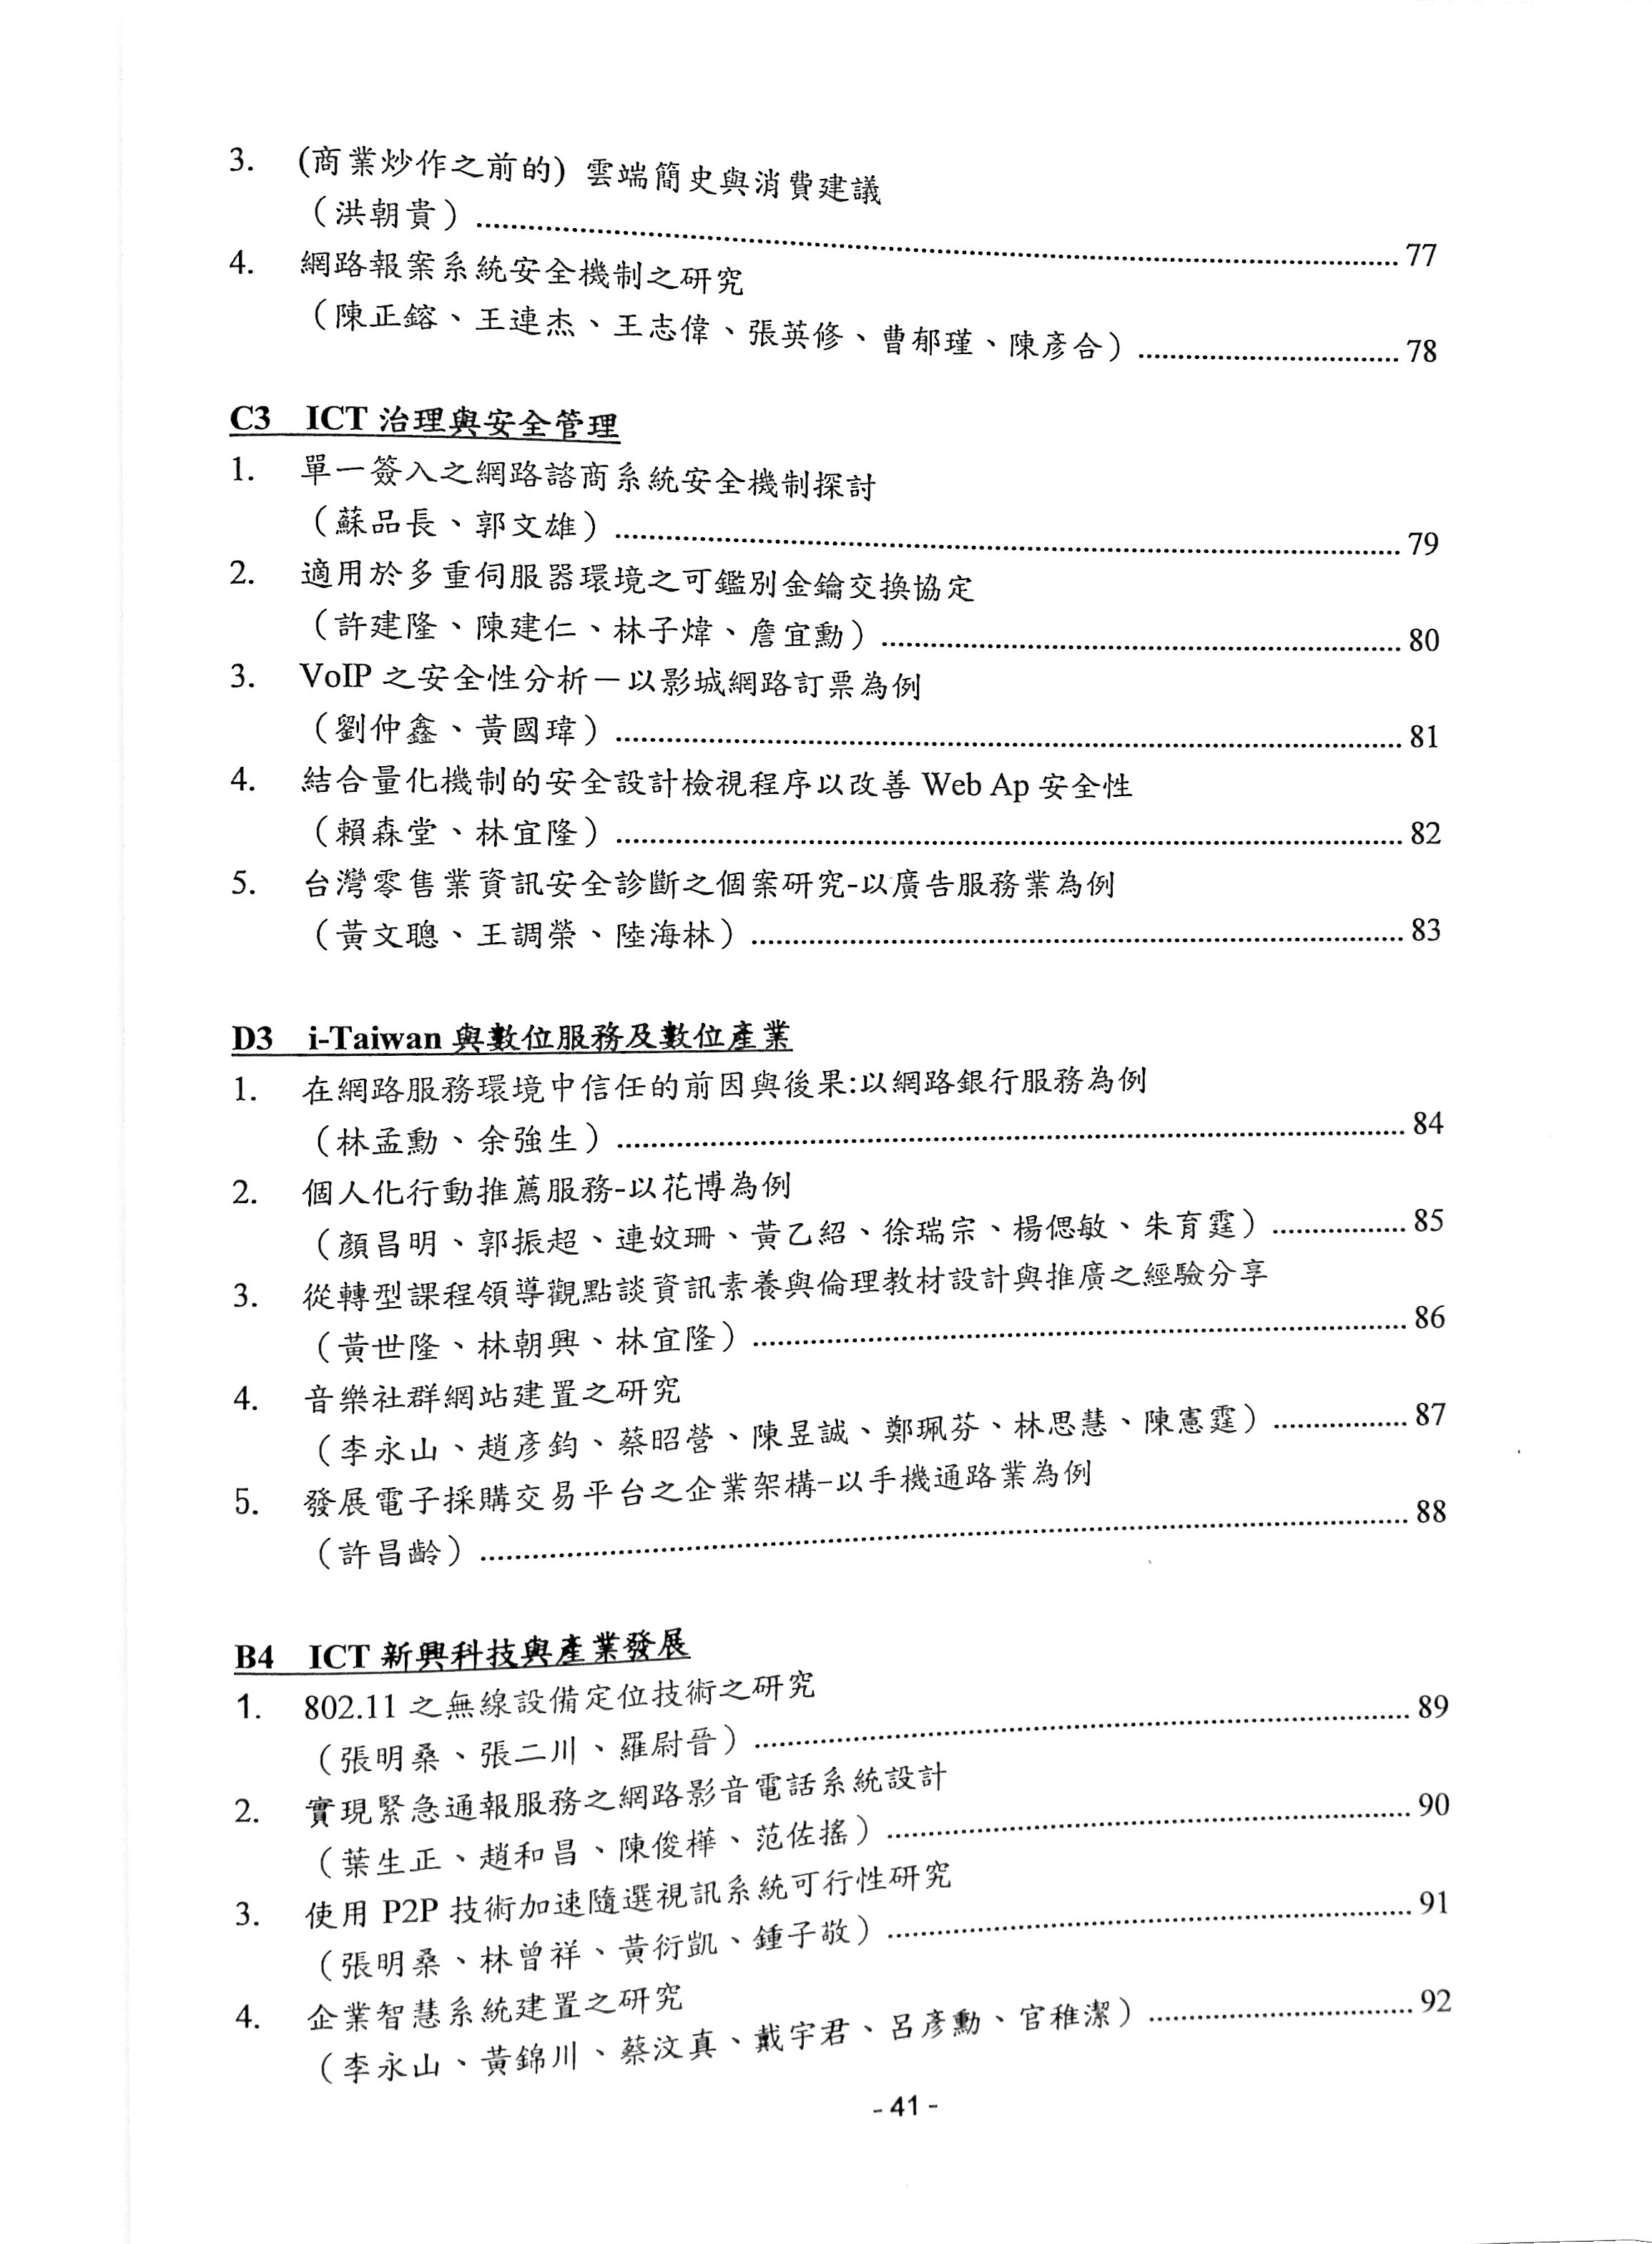 3. (商業炒作之前的) 雲端簡史與消費建議
（洪朝貴）............ 77
4. 網路報案系統安全機制之研究
（陳正鎔、王連杰、王志偉、張英修、曹郁瑾、陳彥合）............ 78
C3 ICT 治理與安全管理
1. 單一簽入之網路諮商系統安全機制探討
（蘇品長、郭文雄）............ 79
2. 適用於多重伺服器環境之可鑑別金鑰交換協定
（許建隆、陳建仁、林子煒、詹宜勳）............ 80
3. VoIP 之安全性分析－以影城網路訂票為例
（劉仲鑫、黃國瑋）............ 81
4. 結合量化機制的安全設計檢視程序以改善 Web Ap 安全性
（賴森堂、林宜隆）............ 82
5. 台灣零售業資訊安全診斷之個案研究-以廣告服務業為例
（黃文聰、王調榮、陸海林）............ 83
D3 i-Taiwan 與數位服務及數位產業
1. 在網路服務環境中信任的前因與後果:以網路銀行服務為例
（林孟勳、余強生）............ 84
2. 個人化行動推薦服務-以花博為例
（顏昌明、郭振超、連妏珊、黃乙紹、徐瑞宗、楊偲敏、朱育霆）............ 85
3. 從轉型課程領導觀點談資訊素養與倫理教材設計與推廣之經驗分享
（黃世隆、林朝興、林宜隆）............ 86
4. 音樂社群網站建置之研究
（李永山、趙彥鈞、蔡昭營、陳昱誠、鄭珮芬、林思慧、陳憲霆）............ 87
5. 發展電子採購交易平台之企業架構-以手機通路業為例
（許昌齡）............ 88
B4 ICT 新興科技與產業發展
1. 802.11 之無線設備定位技術之研究
（張明桑、張二川、羅尉晉）............ 89
2. 實現緊急通報服務之網路影音電話系統設計
（葉生正、趙和昌、陳俊樺、范佐搖）............ 90
3. 使用 P2P 技術加速隨選視訊系統可行性研究
（張明桑、林曾祥、黃衍凱、鍾子敬）............ 91
4. 企業智慧系統建置之研究
（李永山、黃錦川、蔡汶真、戴宇君、呂彥勳、官稚潔）............ 92
- 41 -